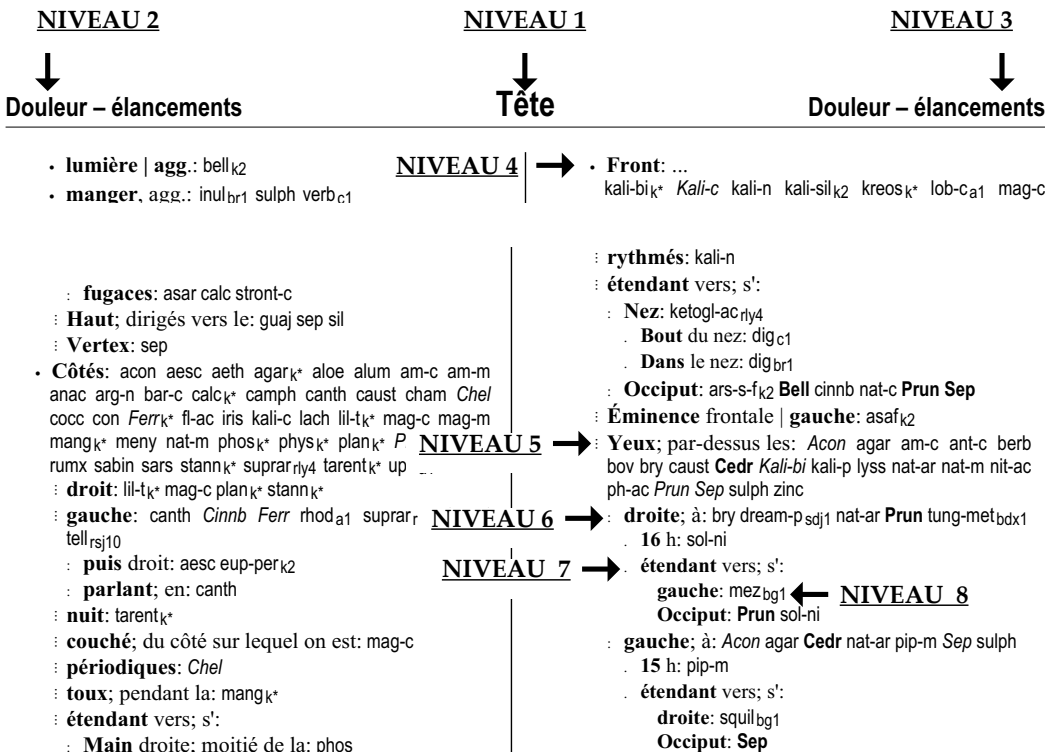 NIVEAU 2 NIVEAU 1 NIVEAU 3
Douleur – élancements Tête Douleur – élancements
• lumière | agg.: bell k2
• manger, agg.: inul br1 sulph verb c1
fugaces: asar calc stront-c
Haut; dirigés vers le: guaj sep sil
Vertex: sep
• Côtés: acon aesc aeth agar k* aloe alum am-c am-m
anac arg-n bar-c calc k* camph canth caust cham Chel
cocc con Ferr k* fl-ac iris kali-c lach lil-t k* mag-c mag-m
mang k* meny nat-m phos k* phys k* plan k* P
rumx sabin sars stann k* suprar rly4 tarent k* up
droit: lil-t k* mag-c plan k* stann k*
gauche: canth Cinnb Ferr rhod a1 suprar r
tell rsj10
puis droit: aesc eup-per k2
parlant; en: canth
nuit: tarent k*
couché; du côté sur lequel on est: mag-c
périodiques: Chel
toux; pendant la: mang k*
étendant vers; s':
Main droite; moitié de la: phos
NIVEAU 4
• Front: ...
kali-bi k* Kali-c kali-n kali-sil k2 kreos k* lob-c a1 mag-c
rythmés: kali-n
étendant vers; s':
Nez: ketogl-ac rly4
Bout du nez: dig c1
Dans le nez: dig br1
Occiput: ars-s-f k2 Bell cinnb nat-c Prun Sep
Éminence frontale | gauche: asaf k2
NIVEAU 5
Yeux; par-dessus les: Acon agar am-c ant-c berb
bov bry caust Cedr Kali-bi kali-p lyss nat-ar nat-m nit-ac
ph-ac Prun Sep sulph zinc
NIVEAU 6
droite; à: bry dream-p sdj1 nat-ar Prun tung-met bdx1
16 h: sol-ni
NIVEAU 7
étendant vers; s':
gauche: mez bg1 NIVEAU 8
Occiput: Prun sol-ni
gauche; à: Acon agar Cedr nat-ar pip-m Sep sulph
15 h: pip-m
étendant vers; s':
droite: squil bg1
Occiput: Sep